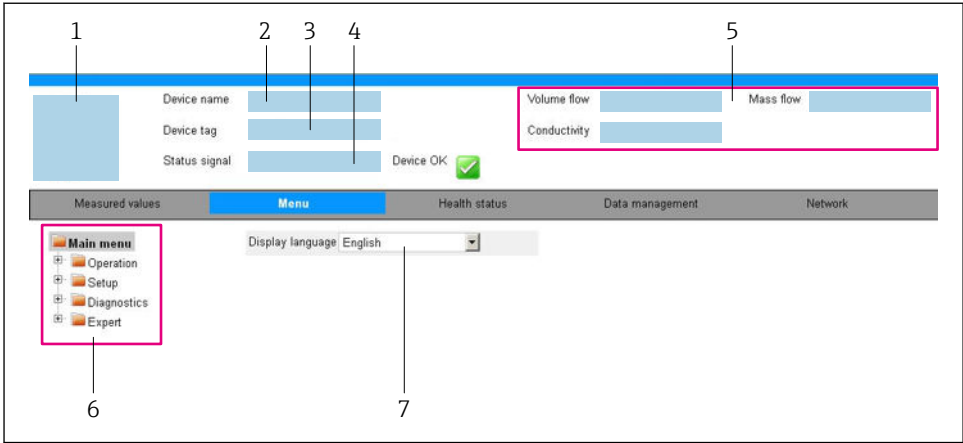 1 2 3 4 5
Device name Volume flow Mass flow
Device tag Conductivity
Status signal Device OK
Measured values Menu Health status Data management Network
Main menu Display language English
Operation
Setup
Diagnostics
Expert
6 7